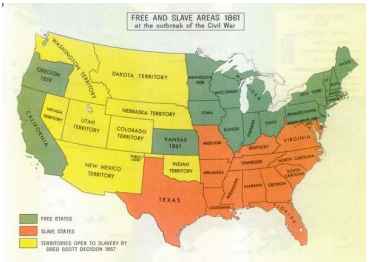 FREE AND SLAVE AREAS 1861
at the outbreak of the Civil War
WASHINGTON TERRITORY
OREGON
1859
CALIFORNIA
NEVADA
TERRITORY
UTAH
TERRITORY
DAKOTA TERRITORY
NEBRASKA TERRITORY
COLORADO
TERRITORY
KANSAS
1861
NEW MEXICO
TERRITORY
INDIAN
TERRITORY
TEXAS
MINNESOTA
1858
WISCONSIN
IOWA
ILLINOIS
INDIANA
OHIO
MISSOURI
KENTUCKY
VIRGINIA
TENNESSEE
NORTH CAROLINA
SOUTH
CAROLINA
ARKANSAS
MISSISSIPPI
ALABAMA
GEORGIA
LOUISIANA
FLORIDA
PENNSYLVANIA
NEW YORK
MAINE
FREE STATES
SLAVE STATES
TERRITORIES OPEN TO SLAVERY BY
DRED SCOTT DECISION 1857